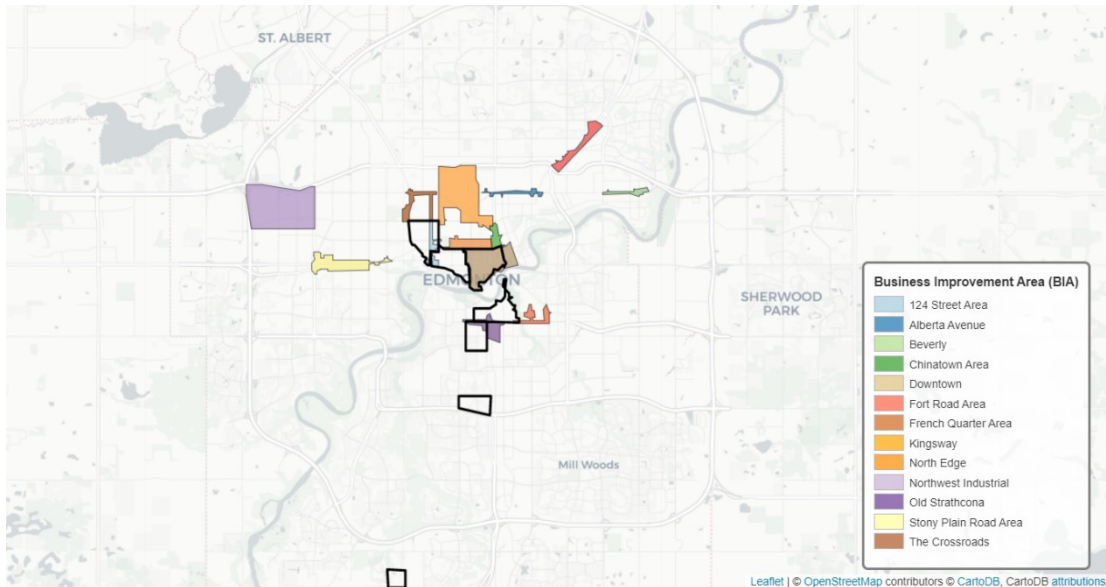 ST. ALBERT
EDMONTON
SHERWOOD
PARK
Mill Woods
Business Improvement Area (BIA)
124 Street Area
Alberta Avenue
Beverly
Chinatown Area
Downtown
Fort Road Area
French Quarter Area
Kingsway
North Edge
Northwest Industrial
Old Strathcona
Stony Plain Road Area
The Crossroads
Leaflet | © OpenStreetMap contributors © CartoDB, CartoDB attributions